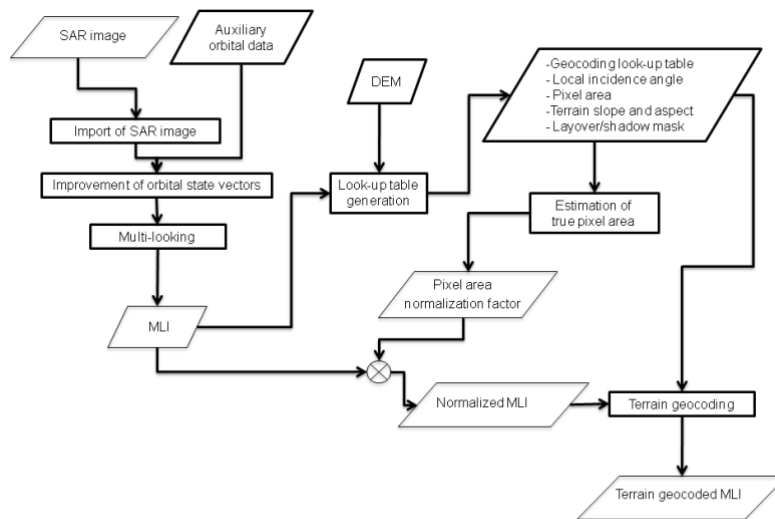 SAR image
Auxiliary
orbital data
DEM
-Geocoding look-up table
- Local incidence angle
- Pixel area
-Terrain slope and aspect
- Layover/shadow mask
Import of SAR image
Improvement of orbital state vectors
Look-up table
generation
Estimation of
true pixel area
Multi-looking
MLI
Pixel area
normalization factor
Normalized MLI
Terrain geocoding
Terrain geocoded MLI